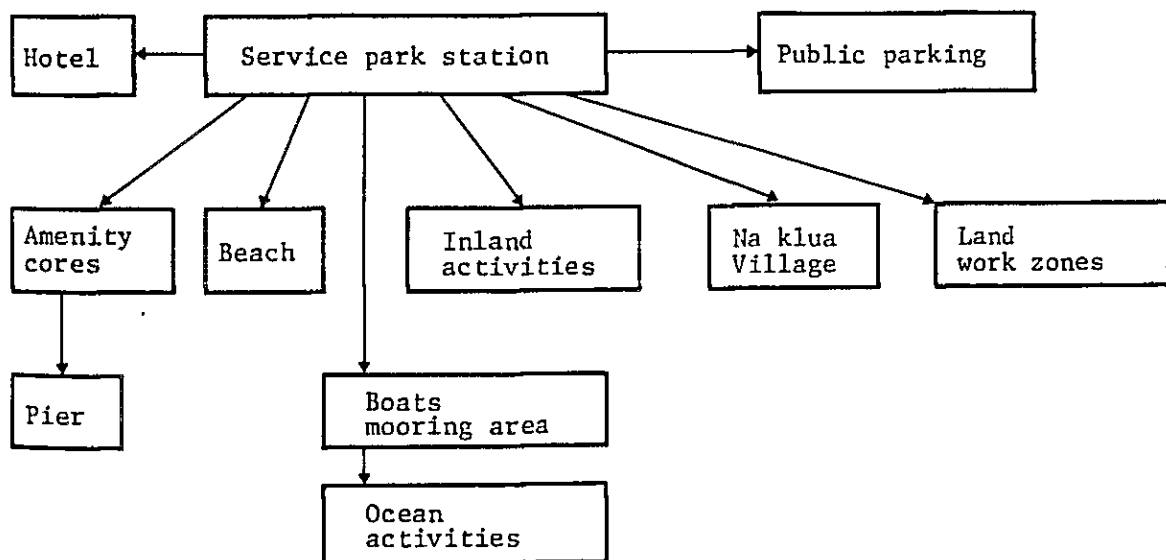 Hotel
Service park station
Public parking
Amenity
cores
Beach
Inland
activities
Na klua
Village
Land
work zones
Pier
Boats
mooring area
Ocean
activities